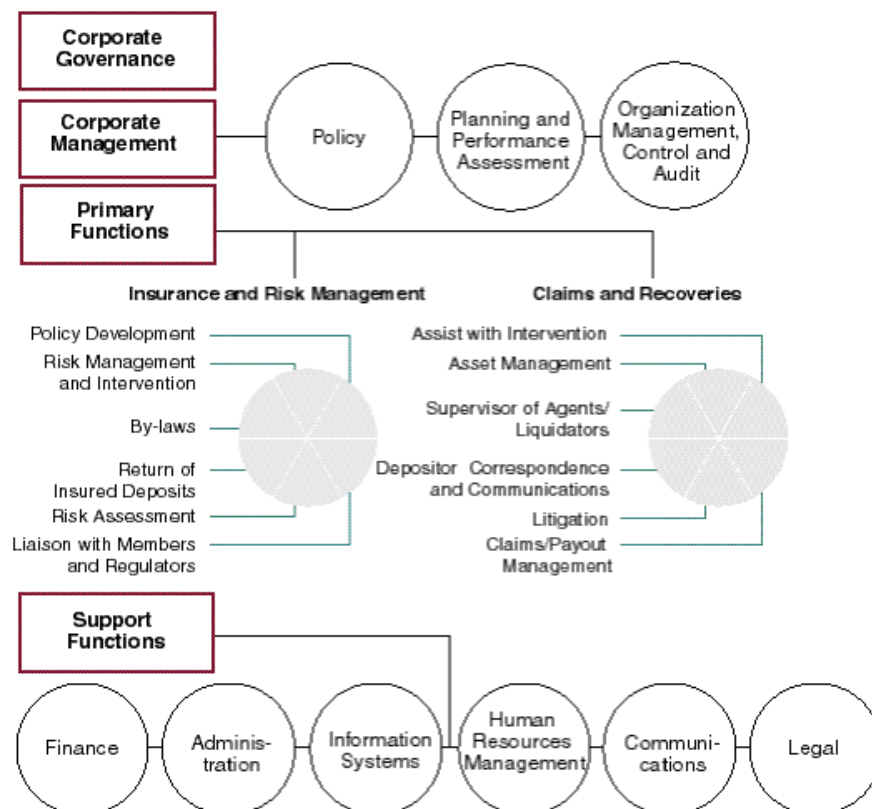 Corporate
Governance
Corporate
Management
Policy
Planning and
Performance
Assessment
Organization
Management,
Control and
Audit
Primary
Functions
Insurance and Risk Management
Claims and Recoveries
Policy Development
Risk Management
and Intervention
By-laws
Return of
Insured Deposits
Risk Assessment
Liaison with Members
and Regulators
Assist with Intervention
Asset Management
Supervisor of Agents/
Liquidators
Depositor Correspondence
and Communications
Litigation
Claims/Payout
Management
Support
Functions
Finance
Adminis-
tration
Information
Systems
Human
Resources
Management
Communi-
cations
Legal